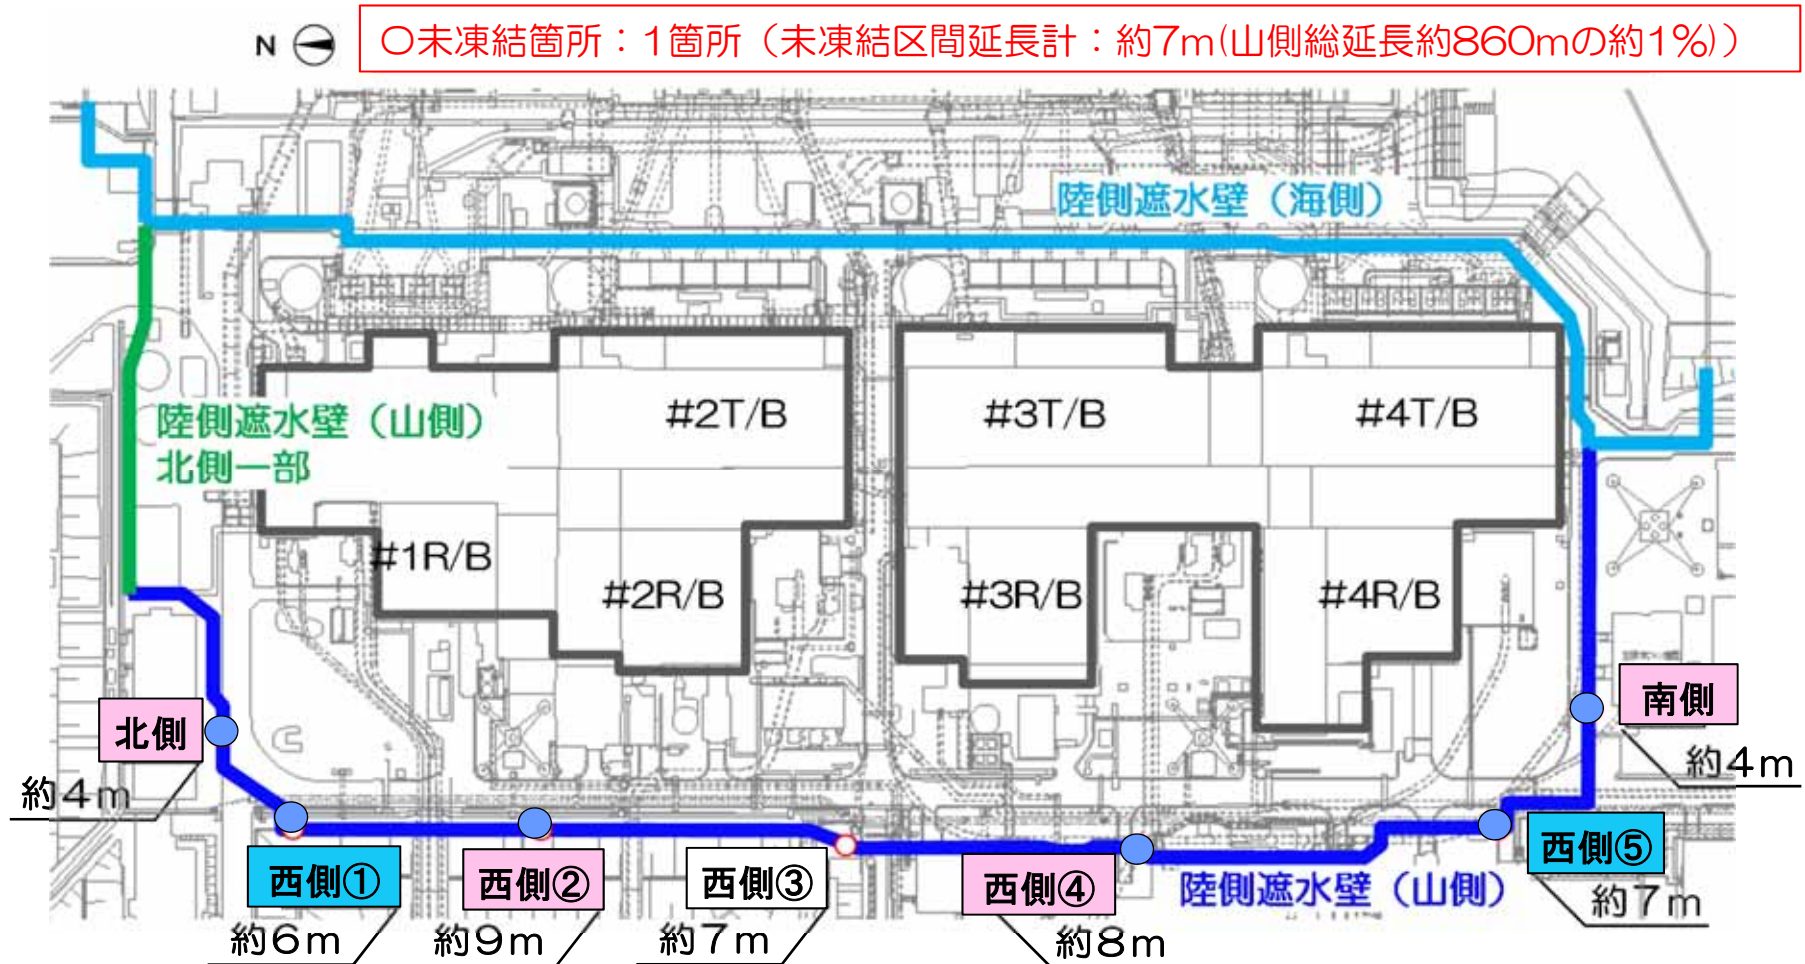 N
〇未凍結箇所：1箇所（未凍結区間延長計：約7m(山側総延長約860mの約1%)）
陸側遮水壁（海側）
陸側遮水壁（山側）
北側一部
#2T/B
#3T/B
#4T/B
#1R/B
#2R/B
#3R/B
#4R/B
北側
約4m
南側
約4m
西側①
約6m
西側②
約9m
西側③
約7m
西側④
約8m
陸側遮水壁（山側）
西側⑤
約7m